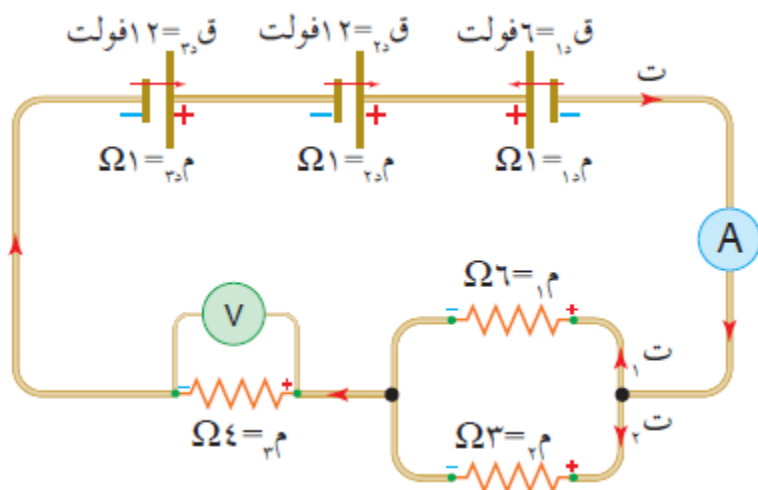 ق‌د١=٦فولت ق‌د٢=١٢فولت ق‌د٣=١٢فولت
ت
+ − + − + −
م‌د١=١Ω م‌د٢=١Ω م‌د٣=١Ω
A
م١=٦Ω
V
+ −
ت١
+ − + −
م٣=٤Ω
ت٢
م٢=٣Ω